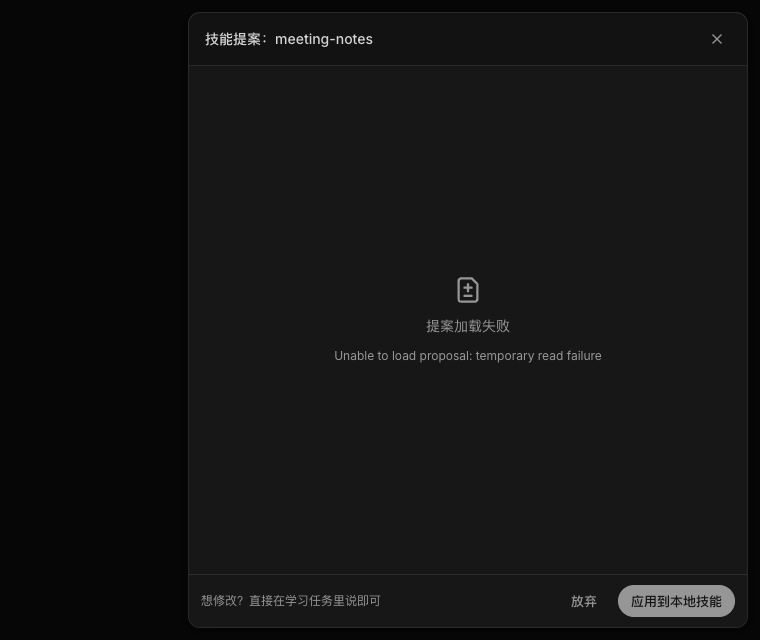 技能提案：meeting-notes
提案加载失败
Unable to load proposal: temporary read failure
想修改？直接在学习任务里说即可
放弃
应用到本地技能